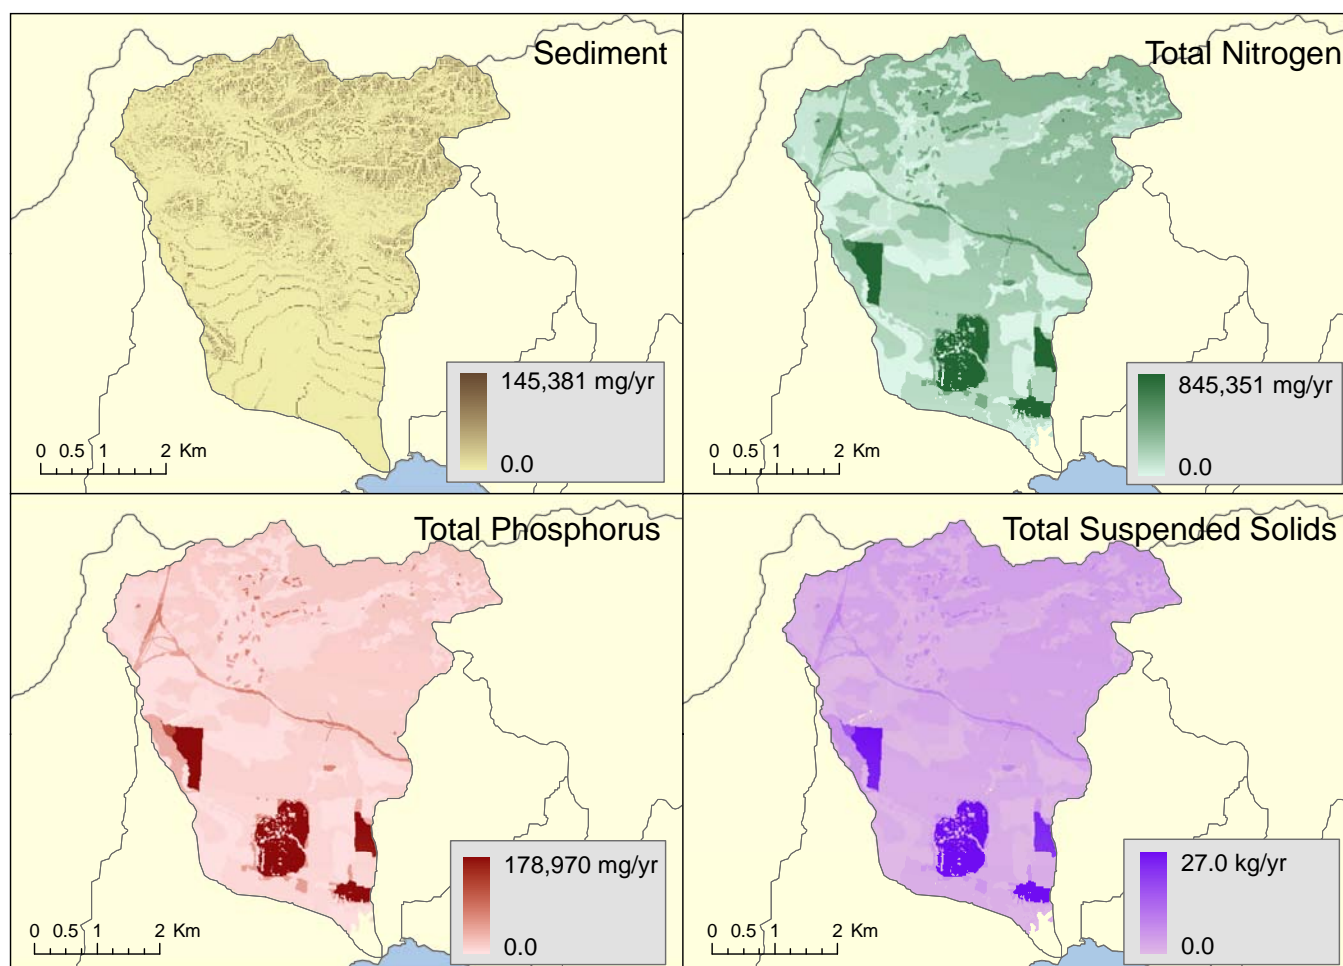 Sediment
145,381 mg/yr
0.0
0 0.5 1 2 Km
Total Nitrogen
845,351 mg/yr
0.0
0 0.5 1 2 Km
Total Phosphorus
178,970 mg/yr
0.0
0 0.5 1 2 Km
Total Suspended Solids
27.0 kg/yr
0.0
0 0.5 1 2 Km